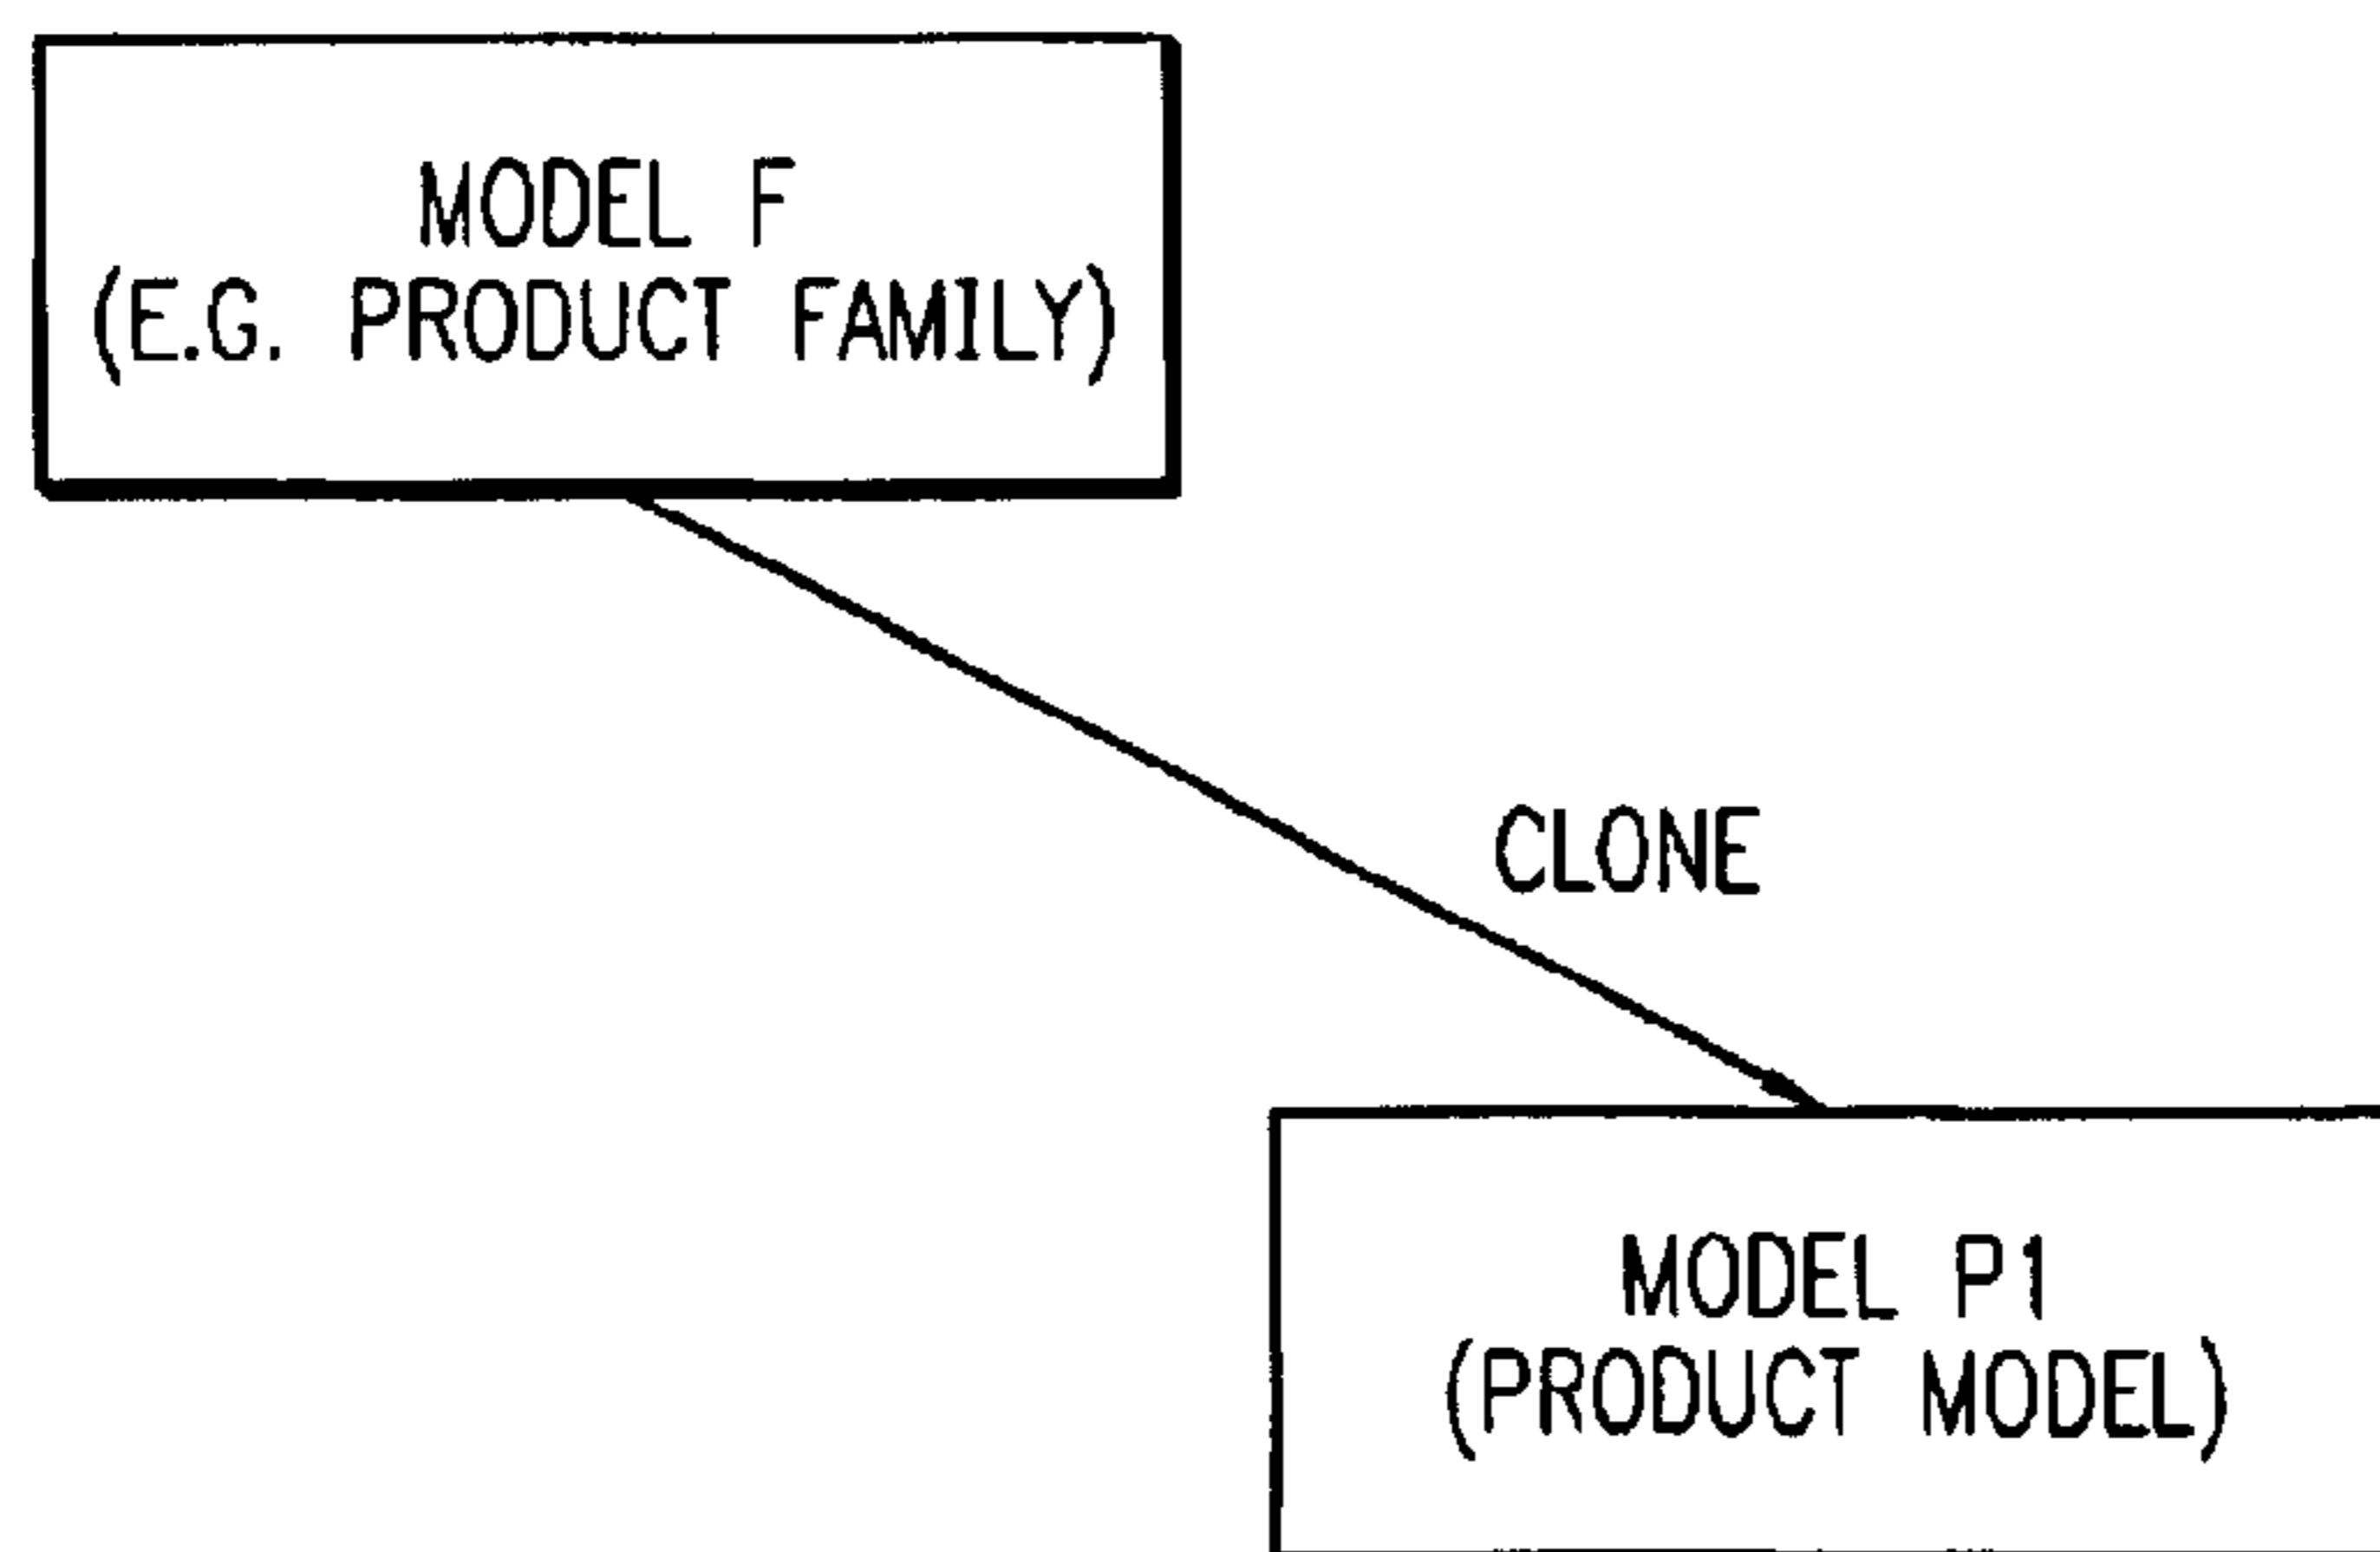 MODEL F
(E.G. PRODUCT FAMILY)
CLONE
MODEL P1
(PRODUCT MODEL)